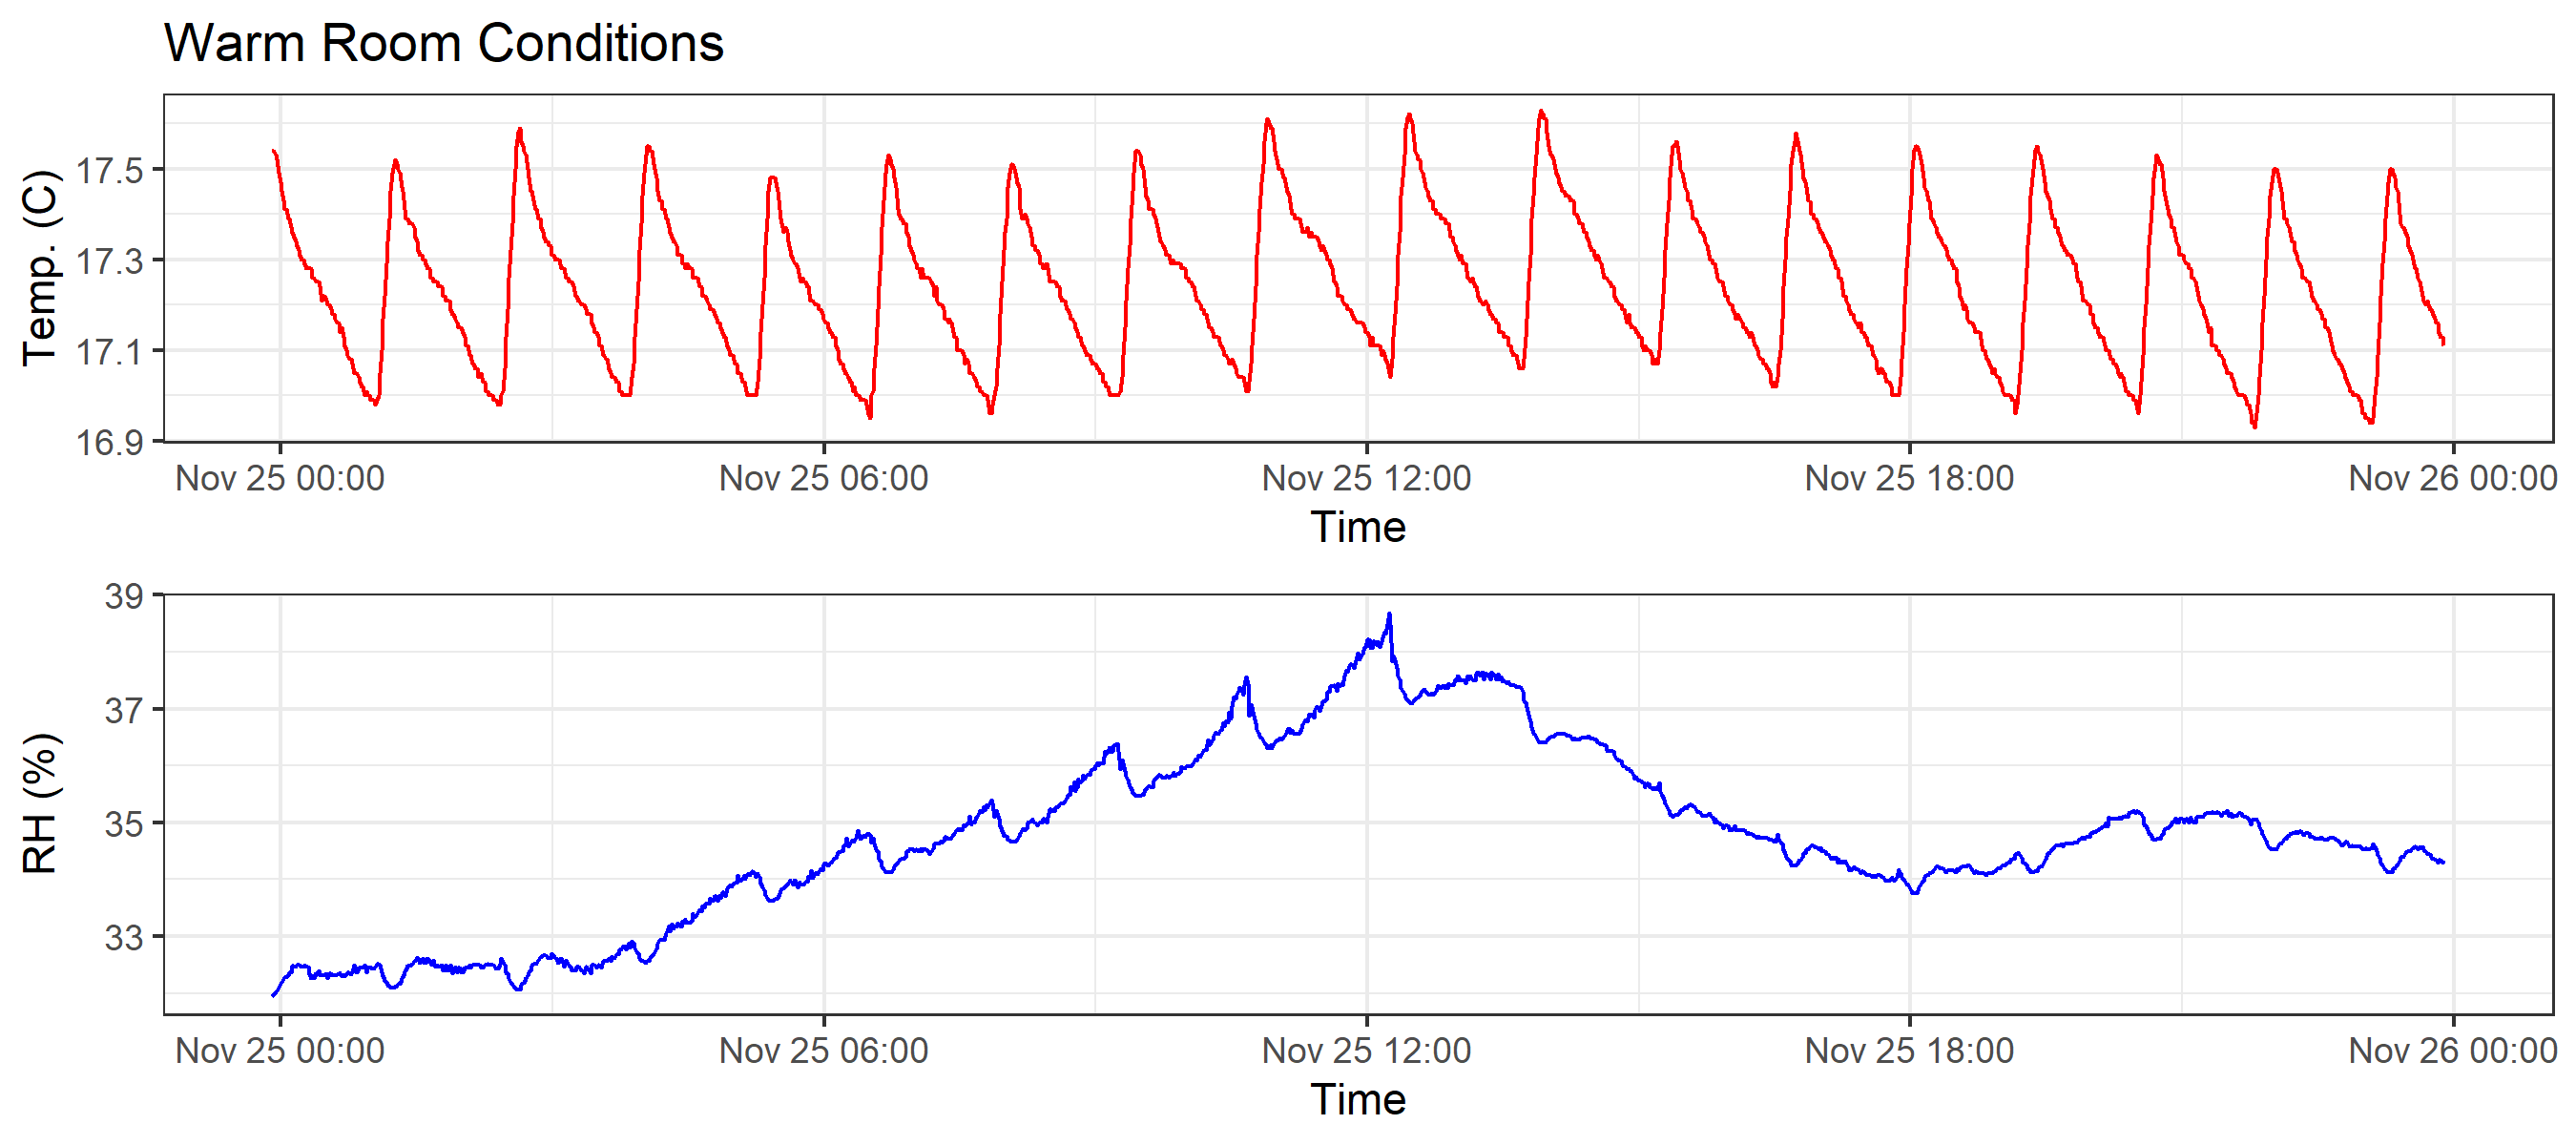 Warm Room Conditions
Temp. (C)
17.5
17.3
17.1
16.9
Nov 25 00:00 Nov 25 06:00 Nov 25 12:00 Nov 25 18:00 Nov 26 00:00
Time
RH (%)
39
37
35
33
Nov 25 00:00 Nov 25 06:00 Nov 25 12:00 Nov 25 18:00 Nov 26 00:00
Time